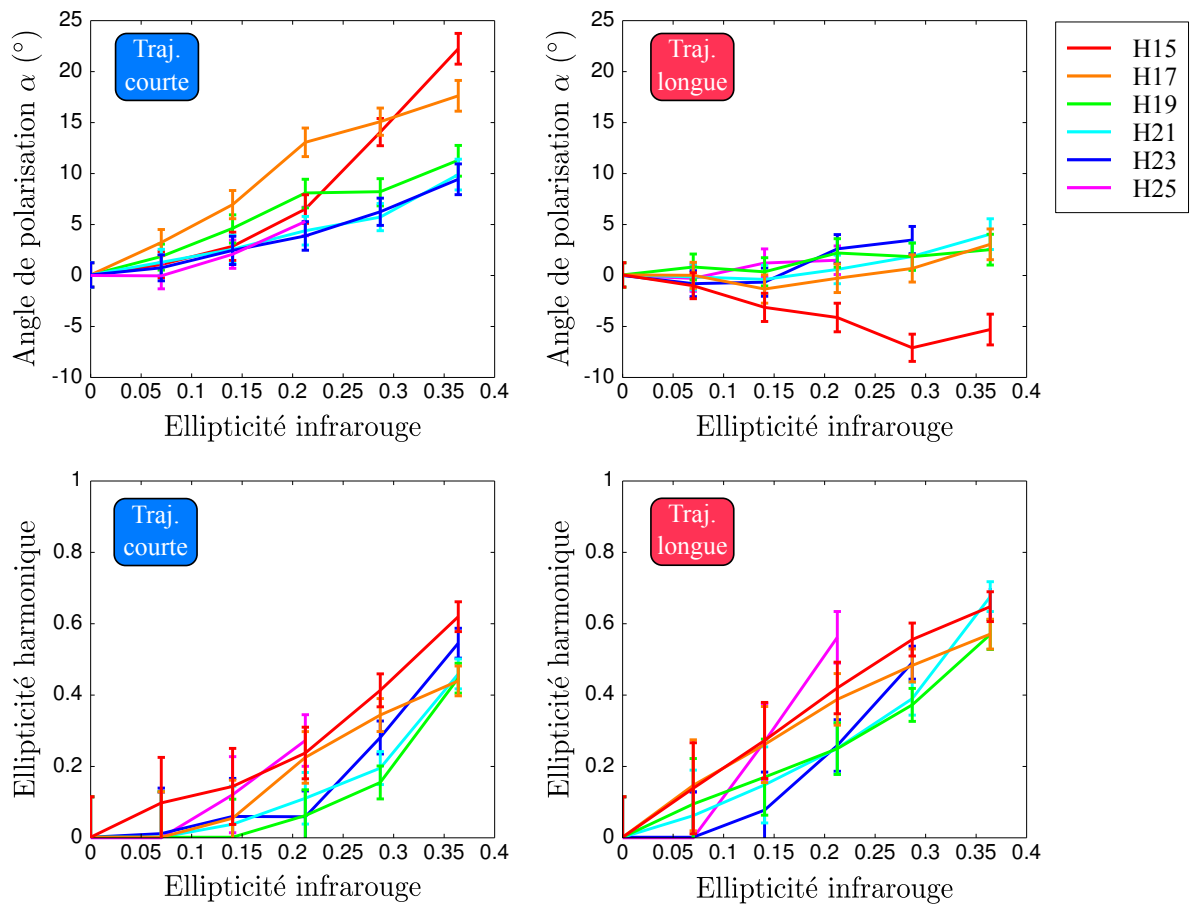 Angle de polarisation α (°)
25
20
15
10
5
0
-5
-10
Traj.
courte
0 0.05 0.1 0.15 0.2 0.25 0.3 0.35 0.4
Ellipticité infrarouge
Angle de polarisation α (°)
25
20
15
10
5
0
-5
-10
Traj.
longue
0 0.05 0.1 0.15 0.2 0.25 0.3 0.35 0.4
Ellipticité infrarouge
H15
H17
H19
H21
H23
H25
Ellipticité harmonique
1
0.8
0.6
0.4
0.2
0
Traj.
courte
0 0.05 0.1 0.15 0.2 0.25 0.3 0.35 0.4
Ellipticité infrarouge
Ellipticité harmonique
1
0.8
0.6
0.4
0.2
0
Traj.
longue
0 0.05 0.1 0.15 0.2 0.25 0.3 0.35 0.4
Ellipticité infrarouge